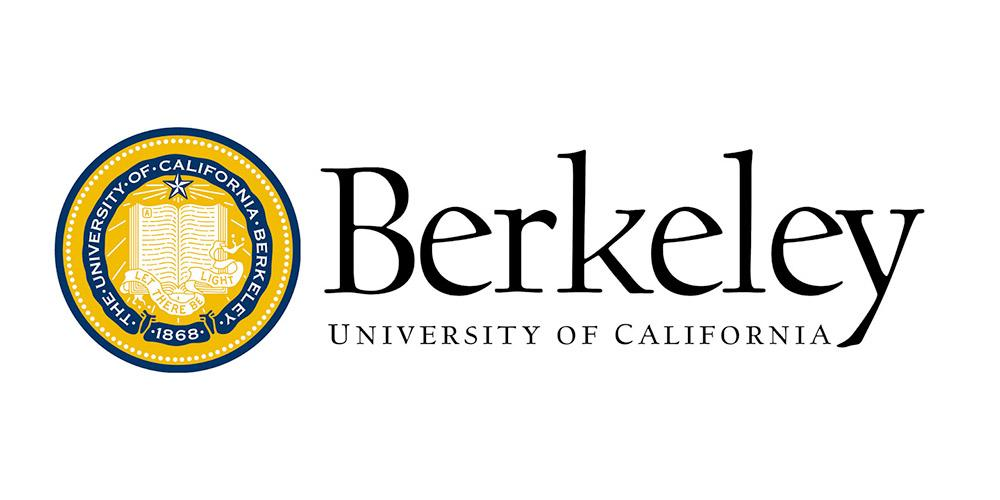 THE·UNIVERSITY·OF·CALIFORNIA·BERKELEY
A
LET THERE BE LIGHT
·1868·
Berkeley
UNIVERSITY OF CALIFORNIA